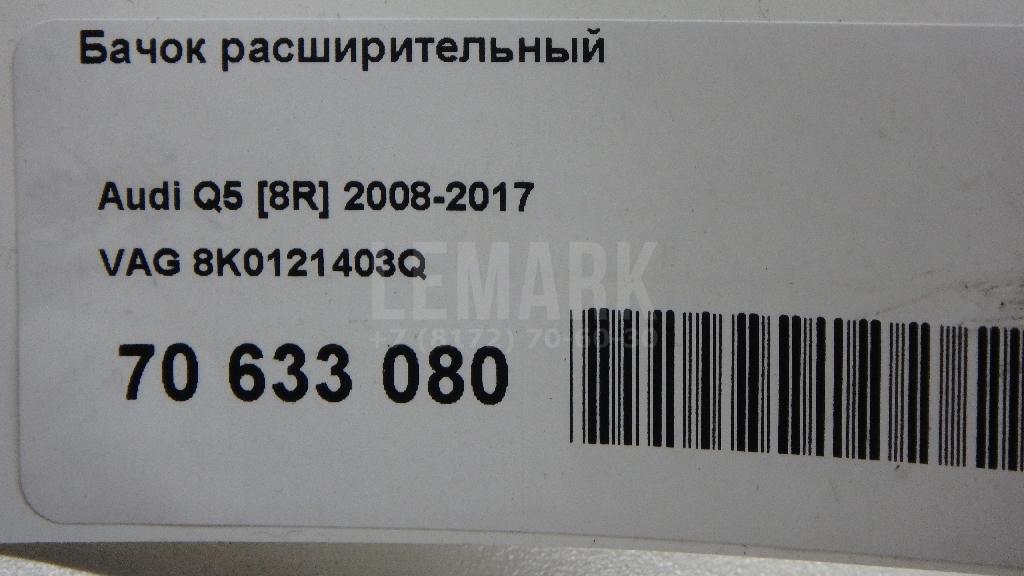 Бачок расширительный
Audi Q5 [8R] 2008-2017
VAG 8K0121403Q
LEMARK
+7 (8172) 70-60-30
70 633 080